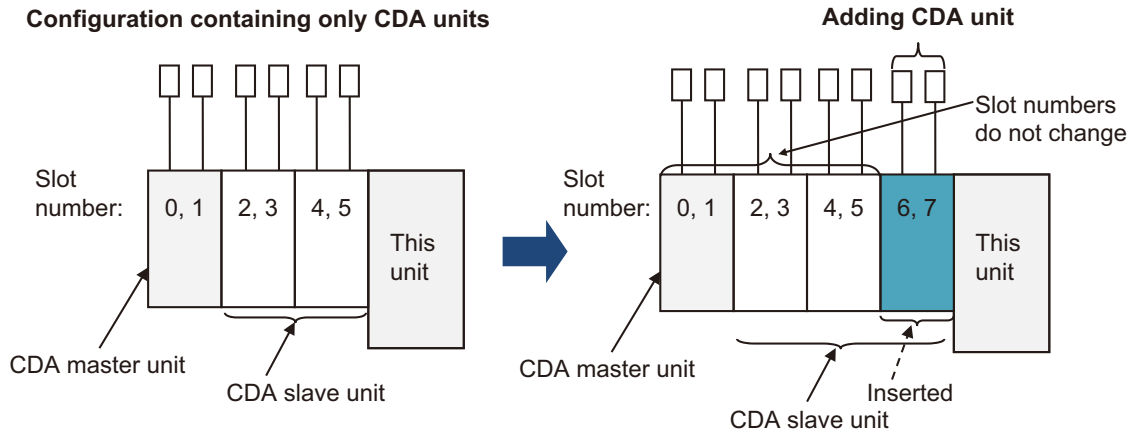 Configuration containing only CDA units
Slot
number:
0, 1
2, 3
4, 5
This
unit
CDA master unit
CDA slave unit
Adding CDA unit
Slot numbers
do not change
Slot
number:
0, 1
2, 3
4, 5
6, 7
This
unit
CDA master unit
Inserted
CDA slave unit